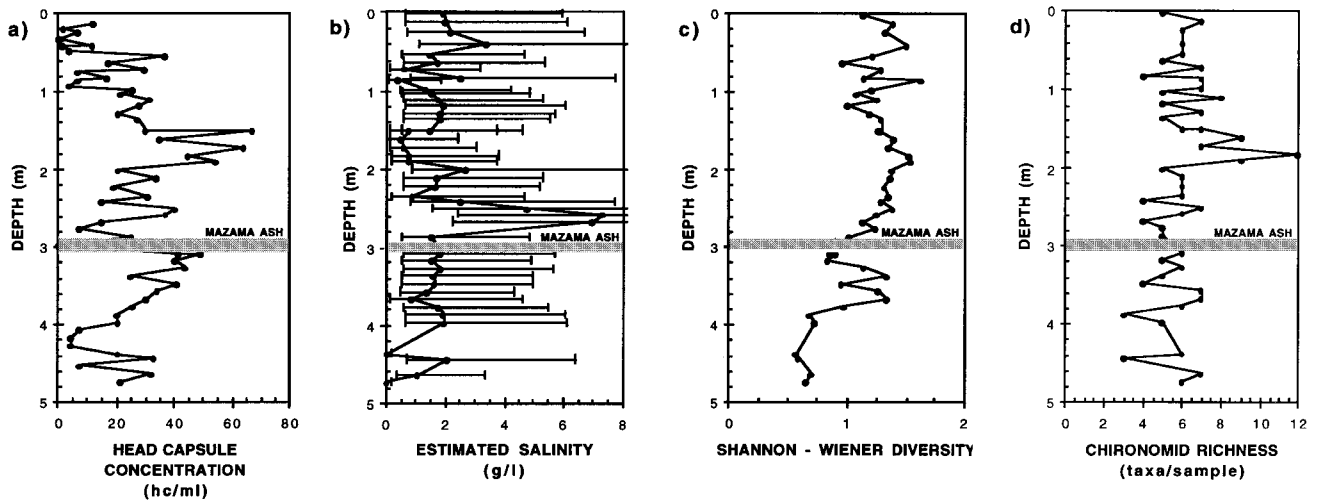 a)
0
1
2
3
4
5
DEPTH (m)
MAZAMA ASH
0 20 40 60 80
HEAD CAPSULE
CONCENTRATION
(hc/ml)
b)
0
1
2
3
4
5
DEPTH (m)
MAZAMA ASH
0 2 4 6 8
ESTIMATED SALINITY
(g/l)
c)
0
1
2
3
4
5
DEPTH (m)
MAZAMA ASH
0 1 2
SHANNON - WIENER DIVERSITY
d)
0
1
2
3
4
5
DEPTH (m)
MAZAMA ASH
0 2 4 6 8 10 12
CHIRONOMID RICHNESS
(taxa/sample)